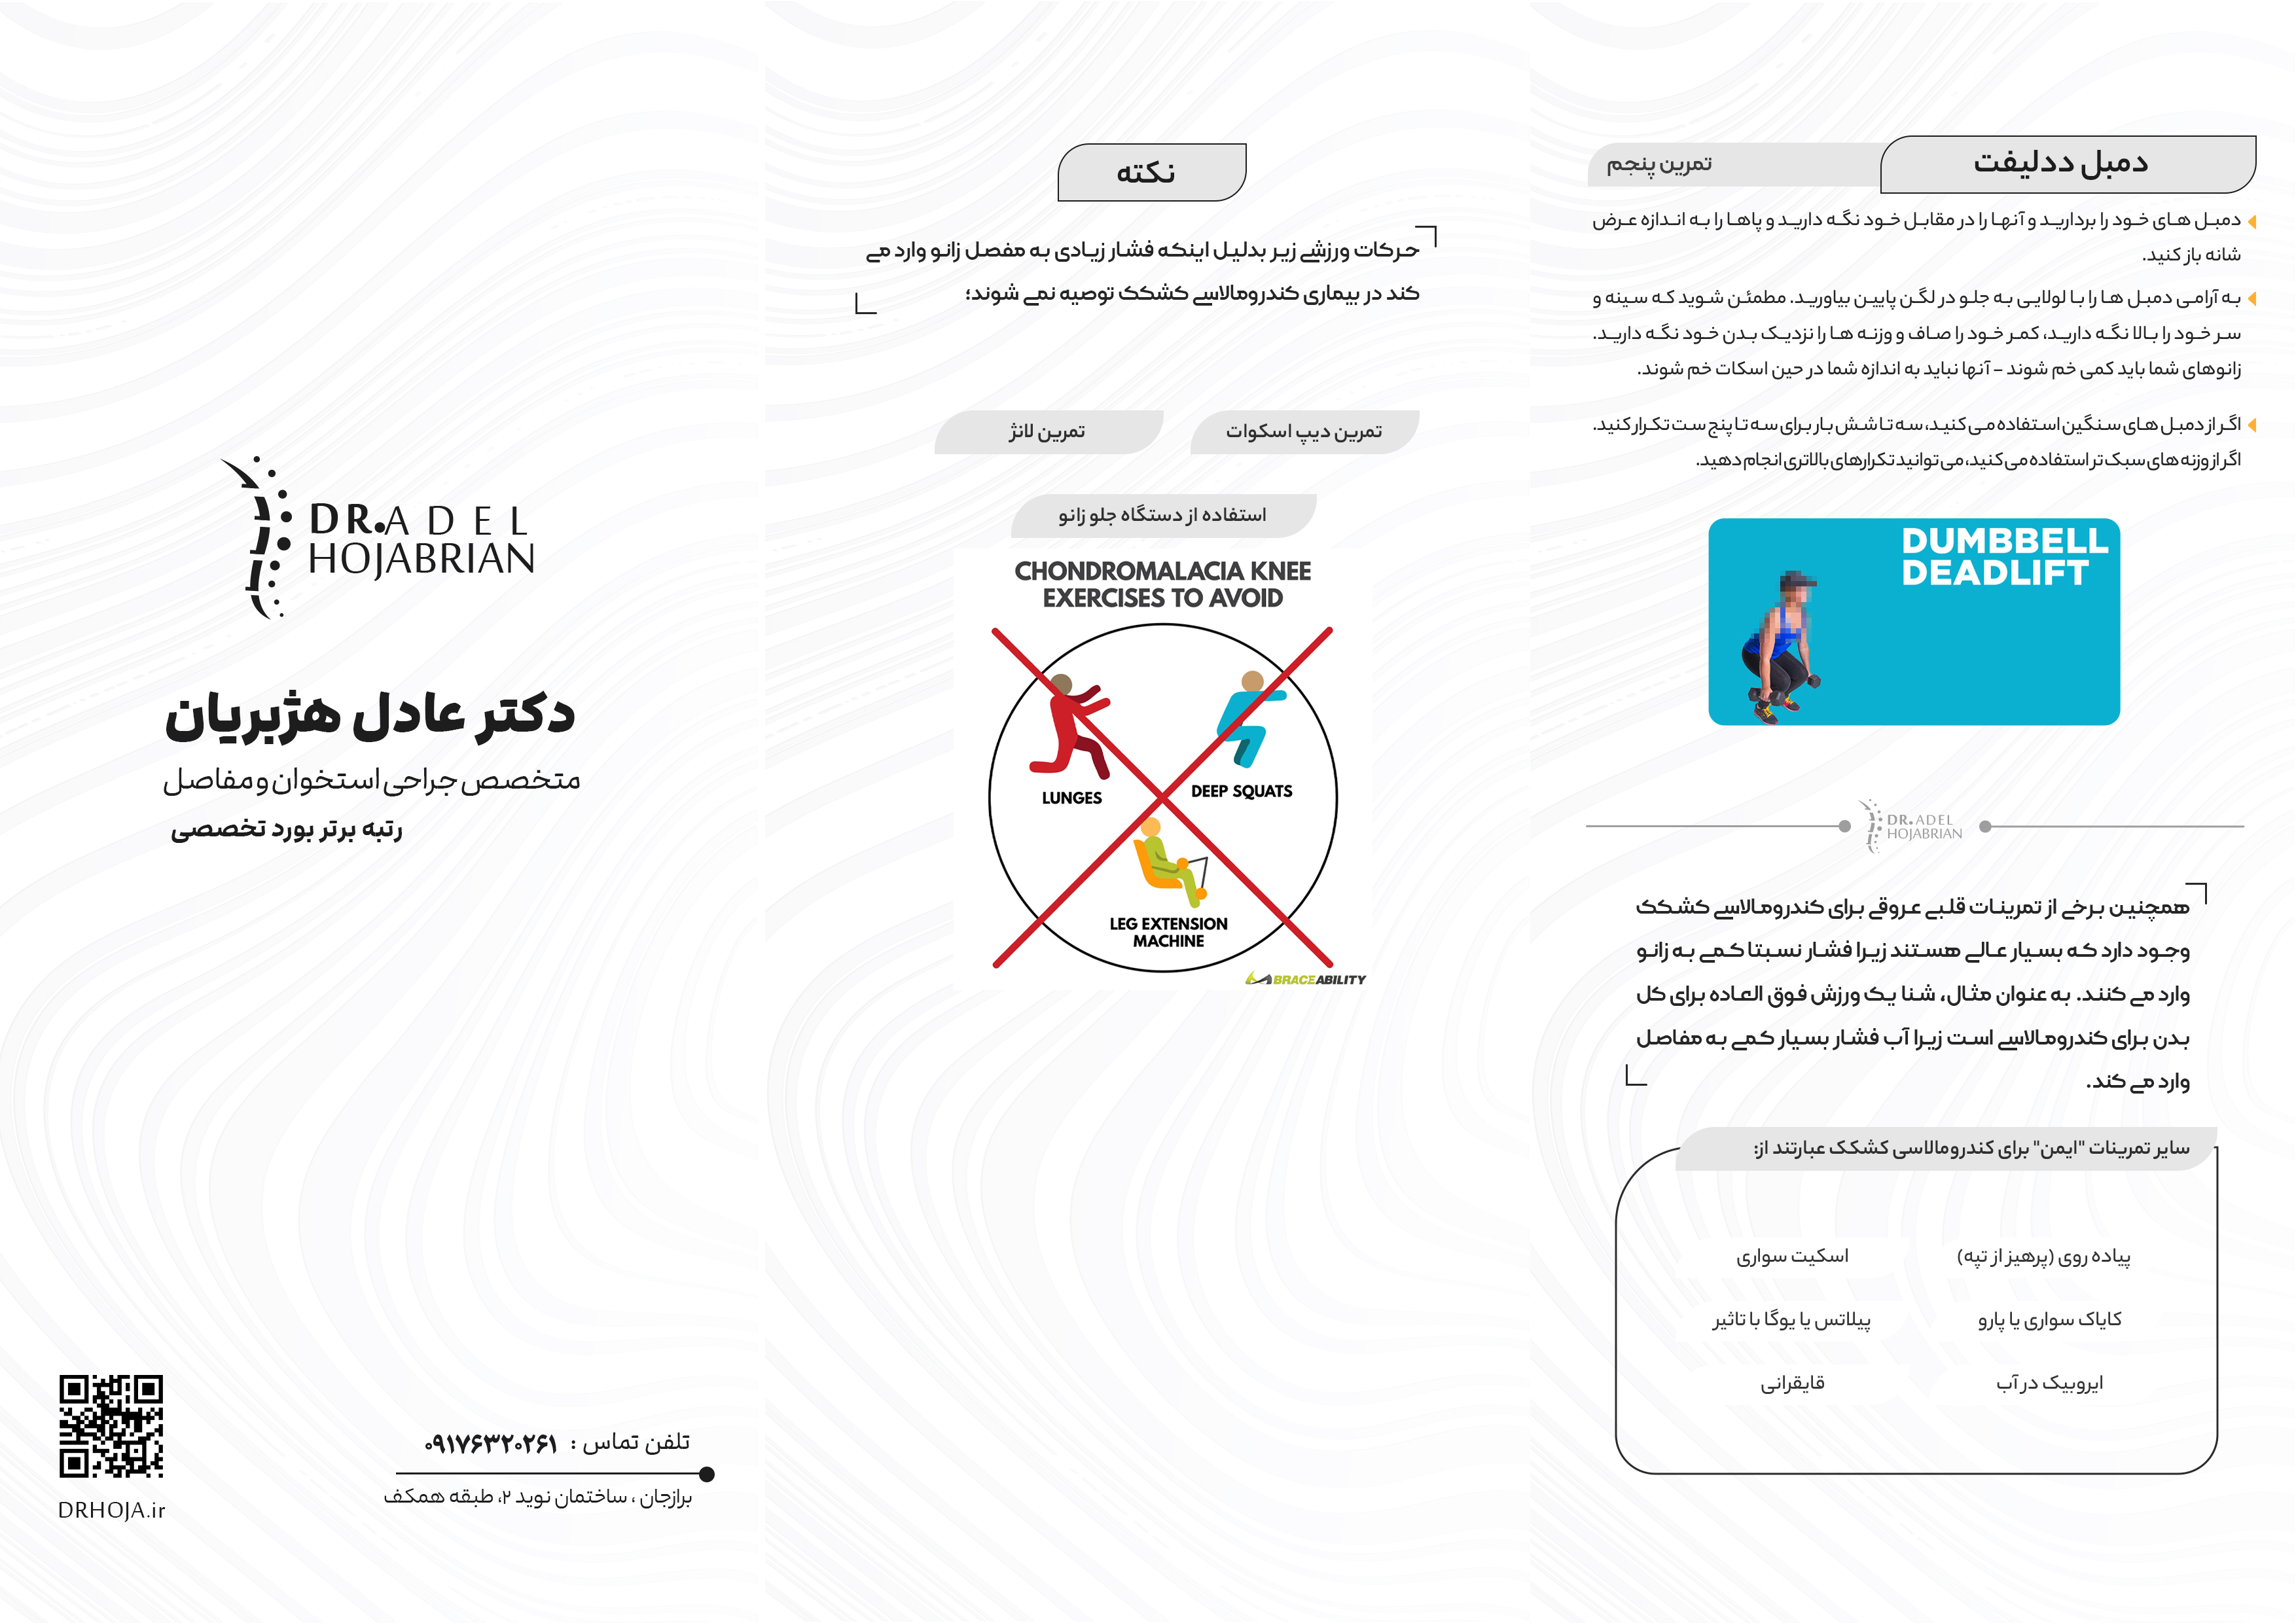 دمبل ددلیفت
تمرین پنجم
دمبل های خود را بردارید و آنها را در مقابل خود نگه دارید و پاها را به اندازه عرض
شانه باز کنید.
به آرامی دمبل ها را با لولایی به جلو در لگن پایین بیاورید. مطمئن شوید که سینه و
سر خود را بالا نگه دارید، کمر خود را صاف و وزنه ها را نزدیک بدن خود نگه دارید.
زانوهای شما باید کمی خم شوند – آنها نباید به اندازه شما در حین اسکات خم شوند.
اگر از دمبل های سنگین استفاده می کنید، سه تا شش بار برای سه تا پنج ست تکرار کنید.
اگر از وزنه های سبک تر استفاده می کنید، می توانید تکرارهای بالاتری انجام دهید.
DUMBBELL
DEADLIFT
DR. ADEL
HOJABRIAN
همچنین برخی از تمرینات قلبی عروقی برای کندرومالاسی کشکک
وجود دارد که بسیار عالی هستند زیرا فشار نسبتا کمی به زانو
وارد می کنند. به عنوان مثال، شنا یک ورزش فوق العاده برای کل
بدن برای کندرومالاسی است زیرا آب فشار بسیار کمی به مفاصل
وارد می کند.
سایر تمرینات "ایمن" برای کندرومالاسی کشکک عبارتند از:
پیاده روی (پرهیز از تپه)
اسکیت سواری
کایاک سواری یا پارو
پیلاتس یا یوگا با تاثیر
ایروبیک در آب
قایقرانی
نکته
حرکات ورزشی زیر بدلیل اینکه فشار زیادی به مفصل زانو وارد می
کند در بیماری کندرومالاسی کشکک توصیه نمی شوند؛
تمرین دیپ اسکوات
تمرین لانژ
استفاده از دستگاه جلو زانو
CHONDROMALACIA KNEE
EXERCISES TO AVOID
LUNGES
DEEP SQUATS
LEG EXTENSION
MACHINE
BRACEABILITY
DR. ADEL
HOJABRIAN
دکتر عادل هژبریان
متخصص جراحی استخوان و مفاصل
رتبه برتر بورد تخصصی
تلفن تماس : ۰۹۱۷۶۳۲۰۲۶۱
برازجان ، ساختمان نوید ۲، طبقه همکف
DRHOJA.ir